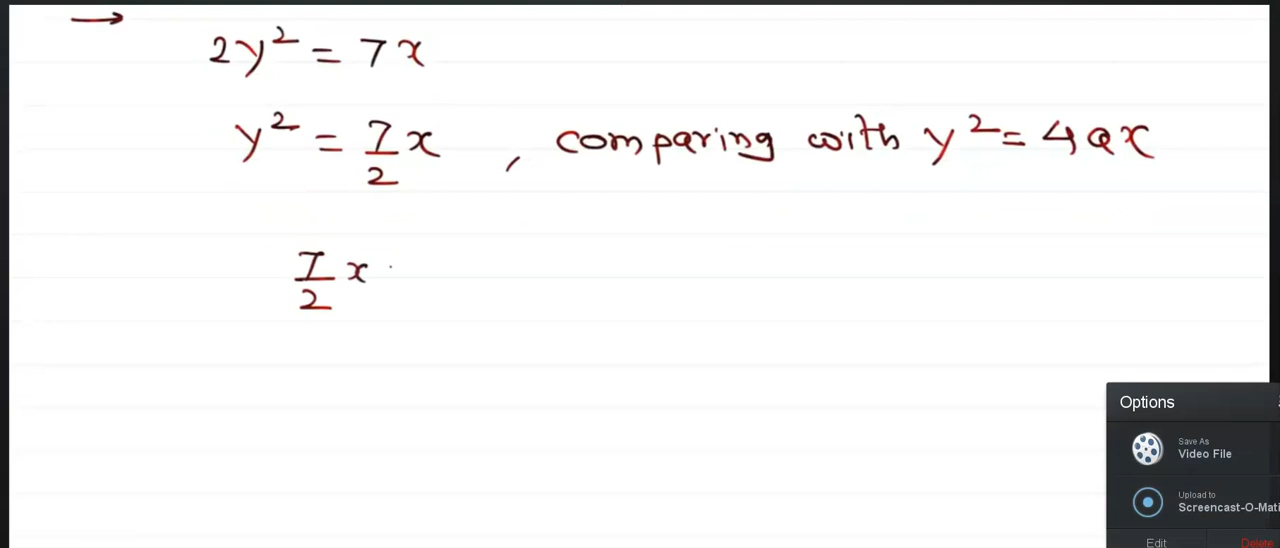 → 2y² = 7x
y² = 7/2 x , comparing with y² = 4ax
7/2 x
Options
Save As
Video File
Upload to
Screencast-O-Mati
Edit Delete